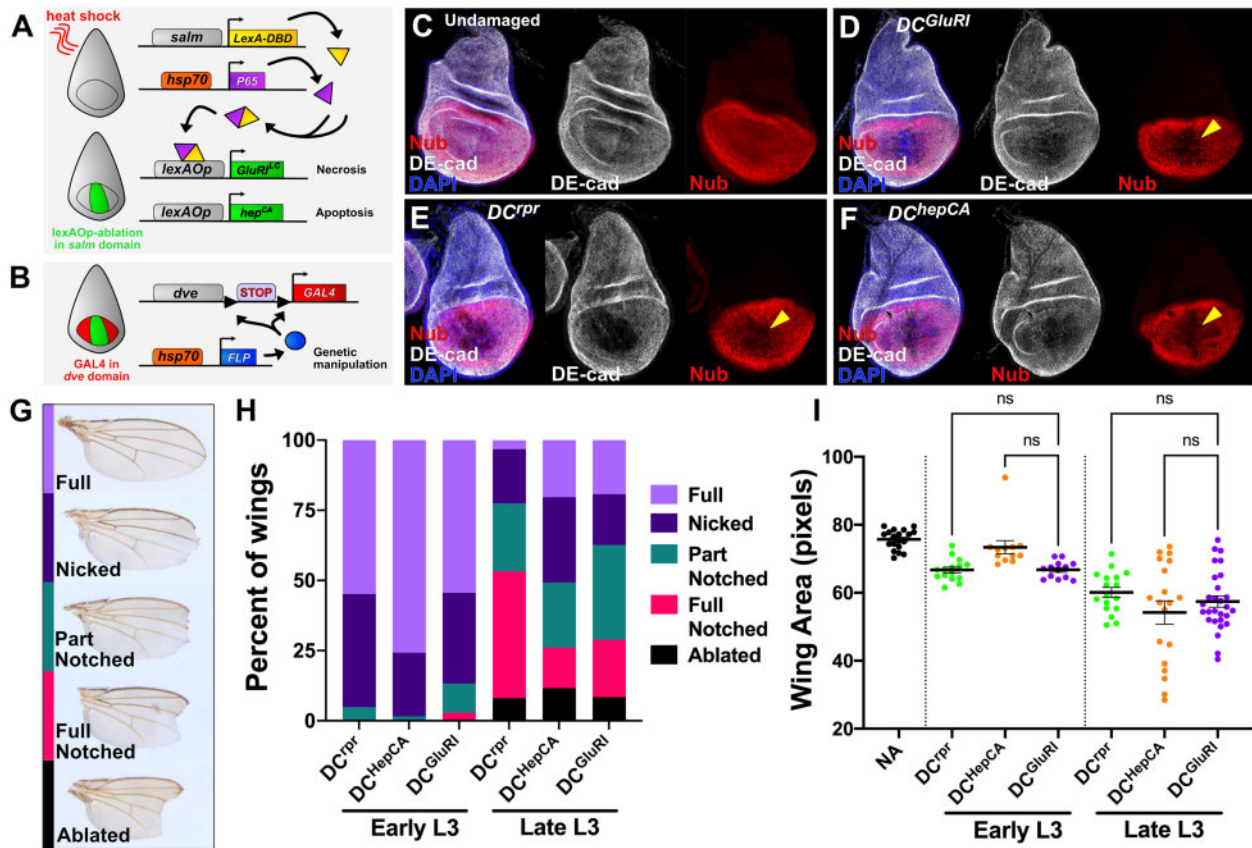 A
heat shock
salm
LexA-DBD
hsp70
P65
lexAOp
GluRI^LC
Necrosis
lexAOp
hep^CA
Apoptosis
lexAOp-ablation
in salm domain
B
dve
STOP
GAL4
hsp70
FLP
Genetic
manipulation
GAL4 in
dve domain
C
Undamaged
Nub
DE-cad
DAPI
DE-cad
Nub
D
DC^GluRI
Nub
DE-cad
DAPI
DE-cad
Nub
E
DC^rpr
Nub
DE-cad
DAPI
DE-cad
Nub
F
DC^hepCA
Nub
DE-cad
DAPI
Nub
Nub
G
Full
Nicked
Part
Notched
Full
Notched
Ablated
H
Percent of wings
100
75
50
25
0
DC^rpr
DC^HepCA
DC^GluRI
DC^rpr
DC^HepCA
DC^GluRI
Early L3
Late L3
Full
Nicked
Part
Notched
Full
Notched
Ablated
I
Wing Area (pixels)
100
80
60
40
20
ns
ns
ns
ns
NA
DC^rpr
DC^HepCA
DC^GluRI
DC^rpr
DC^HepCA
DC^GluRI
Early L3
Late L3